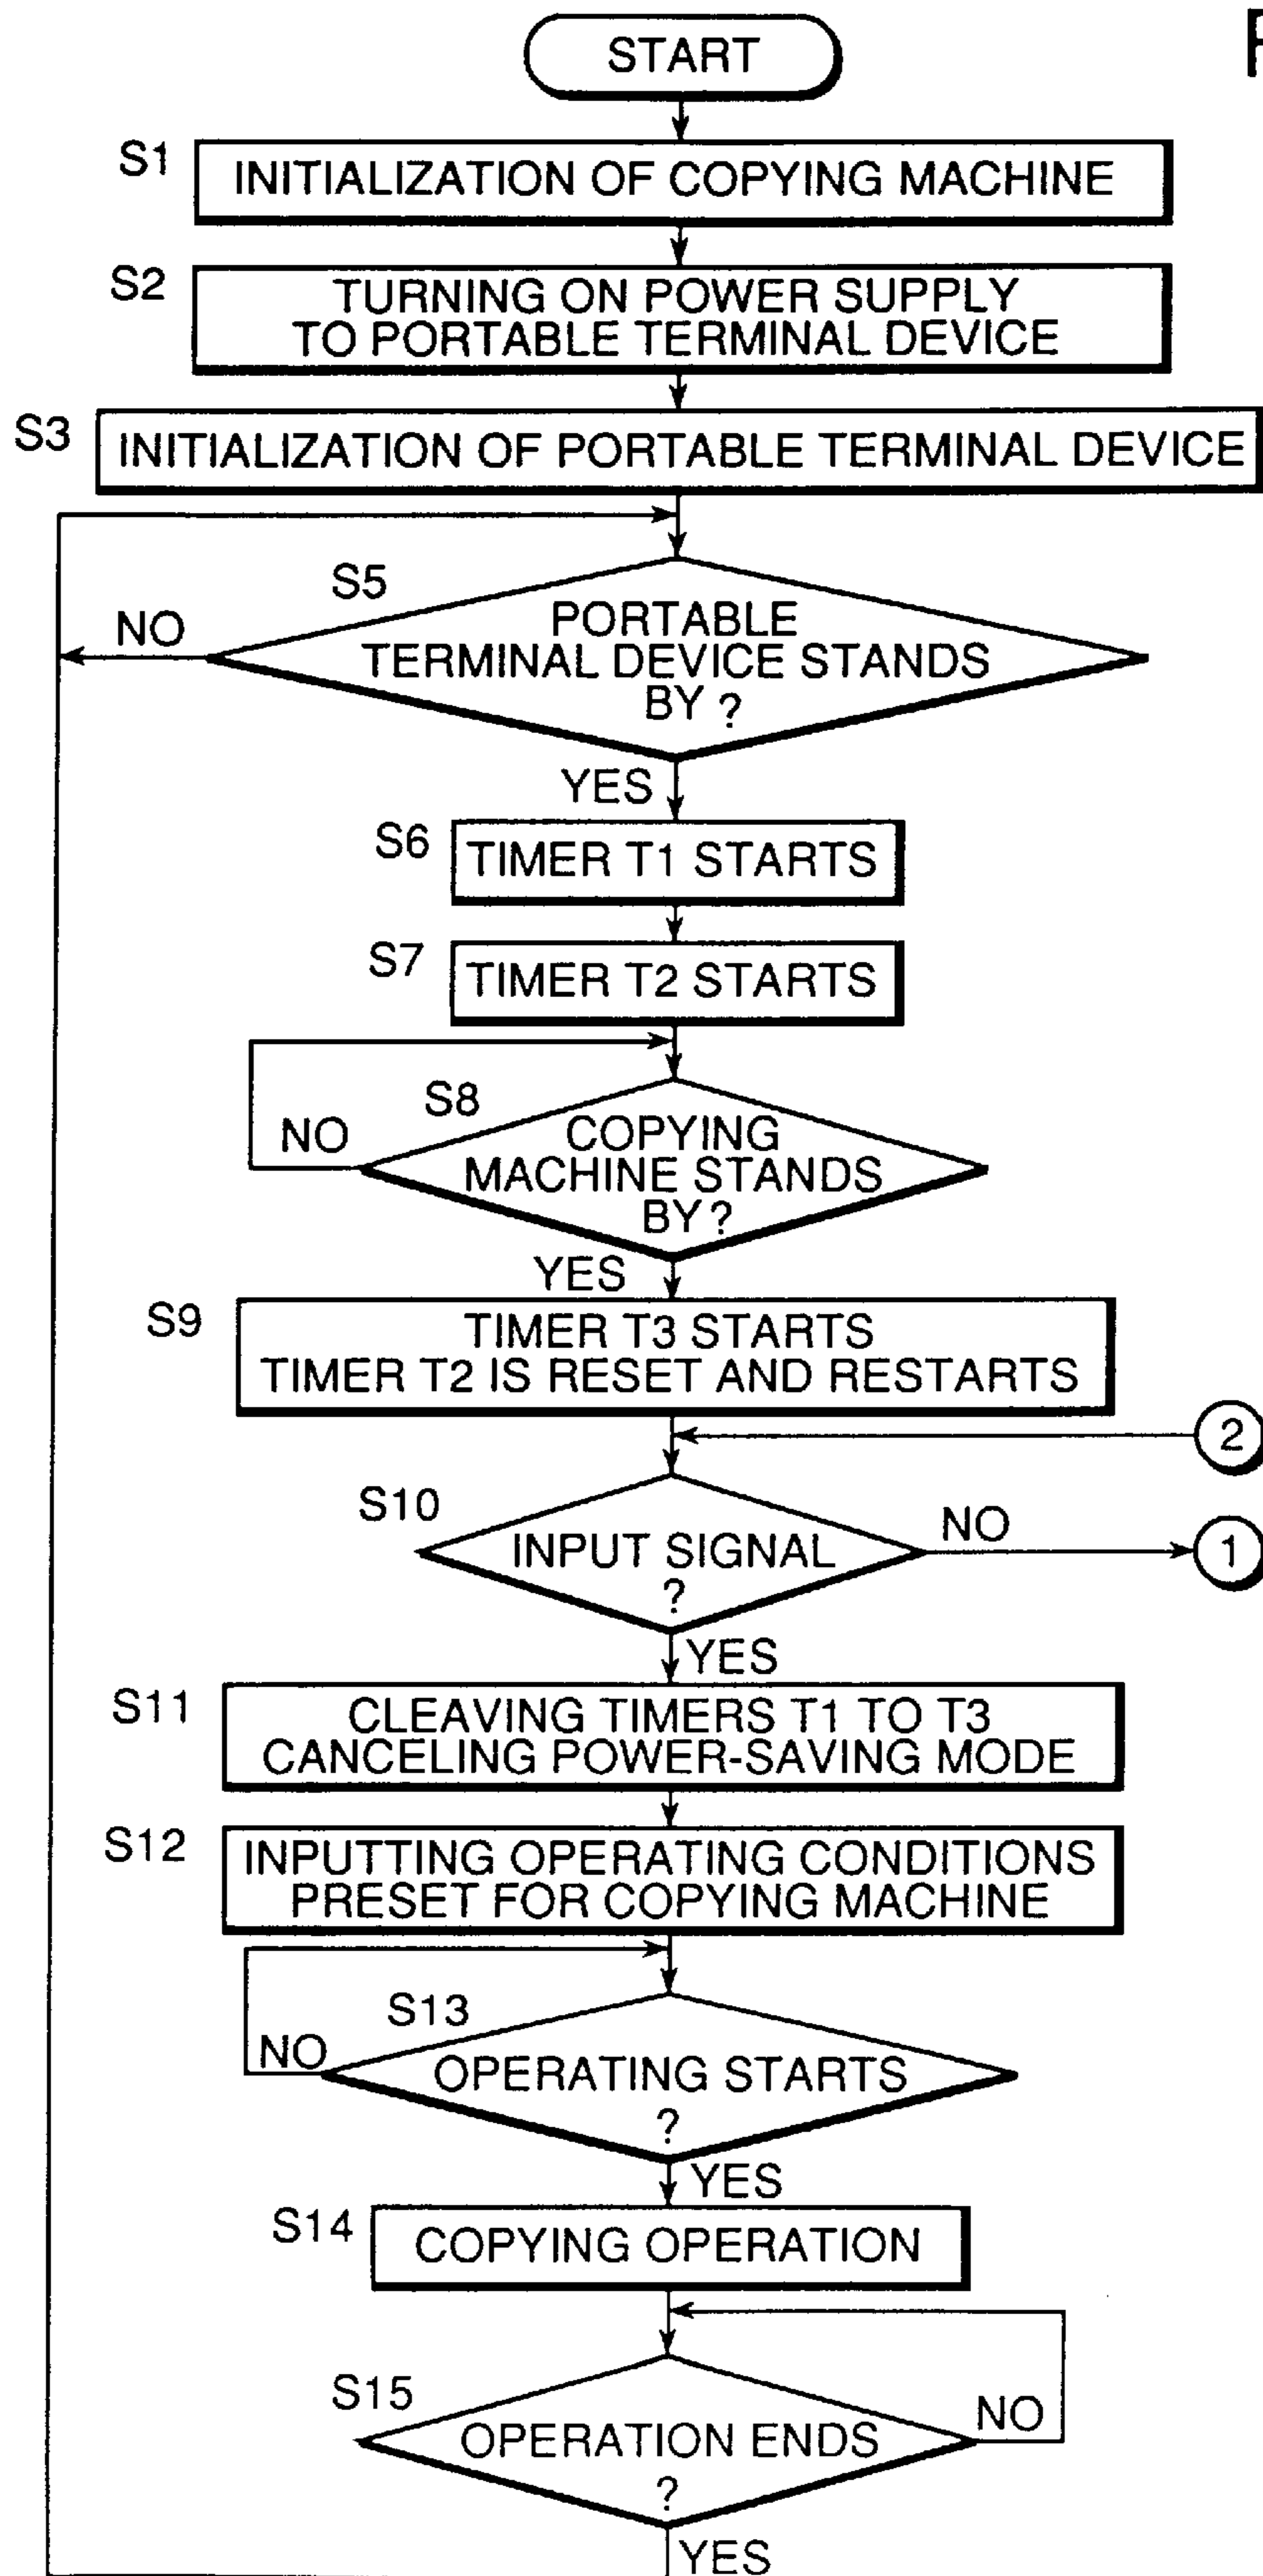 START
S1
INITIALIZATION OF COPYING MACHINE
S2
TURNING ON POWER SUPPLY
TO PORTABLE TERMINAL DEVICE
S3
INITIALIZATION OF PORTABLE TERMINAL DEVICE
S5
NO
PORTABLE
TERMINAL DEVICE STANDS
BY ?
YES
S6
TIMER T1 STARTS
S7
TIMER T2 STARTS
S8
NO
COPYING
MACHINE STANDS
BY ?
YES
S9
TIMER T3 STARTS
TIMER T2 IS RESET AND RESTARTS
2
S10
INPUT SIGNAL
?
NO
1
YES
S11
CLEAVING TIMERS T1 TO T3
CANCELING POWER-SAVING MODE
S12
INPUTTING OPERATING CONDITIONS
PRESET FOR COPYING MACHINE
S13
NO
OPERATING STARTS
?
YES
S14
COPYING OPERATION
S15
OPERATION ENDS
?
NO
YES